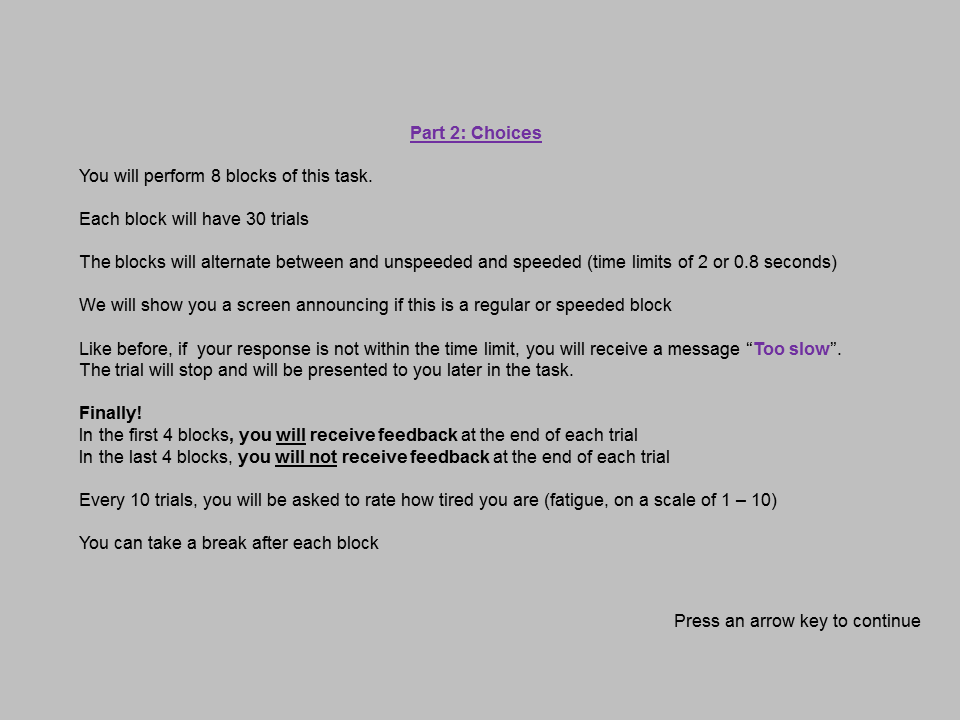 Part 2: Choices
You will perform 8 blocks of this task.
Each block will have 30 trials
The blocks will alternate between and unspeeded and speeded (time limits of 2 or 0.8 seconds)
We will show you a screen announcing if this is a regular or speeded block
Like before, if  your response is not within the time limit, you will receive a message “Too slow”.
The trial will stop and will be presented to you later in the task.
Finally!
In the first 4 blocks, you will receive feedback at the end of each trial
In the last 4 blocks, you will not receive feedback at the end of each trial
Every 10 trials, you will be asked to rate how tired you are (fatigue, on a scale of 1 – 10)
You can take a break after each block
Press an arrow key to continue